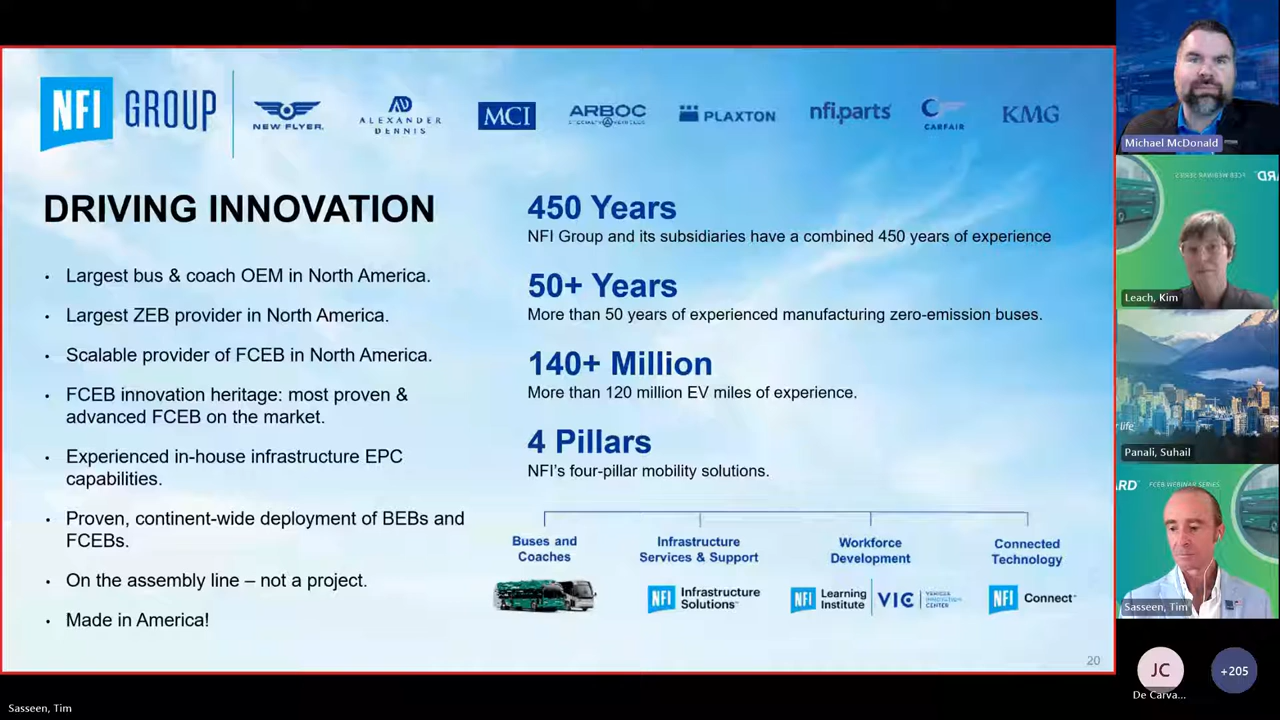 NFI GROUP
NEW FLYER.
ALEXANDER
DENNIS
MCI
ARBOC
PLAXTON
nfi.parts
CARFAIR
KMG
DRIVING INNOVATION
• Largest bus & coach OEM in North America.
• Largest ZEB provider in North America.
• Scalable provider of FCEB in North America.
• FCEB innovation heritage: most proven &
advanced FCEB on the market.
• Experienced in-house infrastructure EPC
capabilities.
• Proven, continent-wide deployment of BEBs and
FCEBs.
• On the assembly line – not a project.
• Made in America!
450 Years
NFI Group and its subsidiaries have a combined 450 years of experience
50+ Years
More than 50 years of experienced manufacturing zero-emission buses.
140+ Million
More than 120 million EV miles of experience.
4 Pillars
NFI's four-pillar mobility solutions.
Buses and
Coaches
Infrastructure
Services & Support
Workforce
Development
Connected
Technology
NFI Infrastructure
Solutions™
NFI Learning
Institute
VIC VEHICLE
INNOVATION
CENTER
NFI Connect™
20
Michael McDonald
Leach, Kim
life
Panali, Suhail
ARD™ FCEB WEBINAR SERIES
Sasseen, Tim
JC
De Carva...
+205
Sasseen, Tim